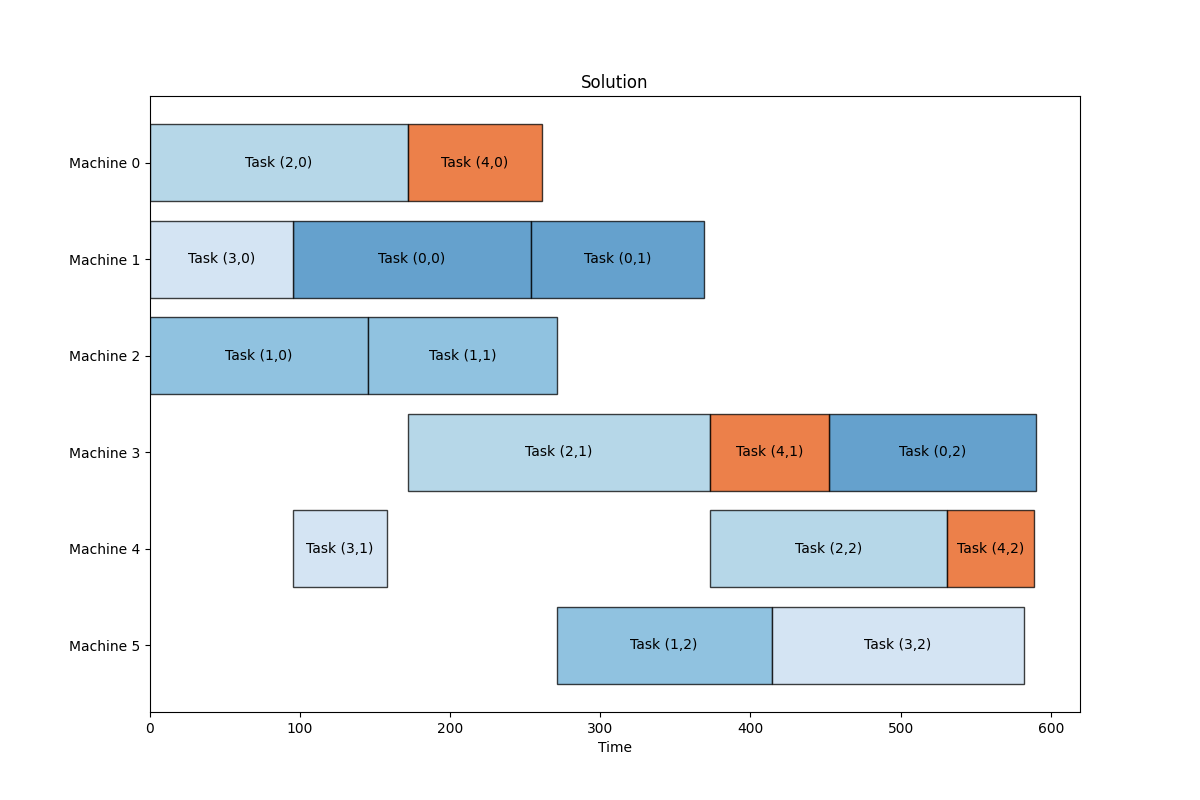 Solution
Machine 0
Task (2,0)
Task (4,0)
Machine 1
Task (3,0)
Task (0,0)
Task (0,1)
Machine 2
Task (1,0)
Task (1,1)
Machine 3
Task (2,1)
Task (4,1)
Task (0,2)
Machine 4
Task (3,1)
Task (2,2)
Task (4,2)
Machine 5
Task (1,2)
Task (3,2)
0 100 200 300 400 500 600
Time